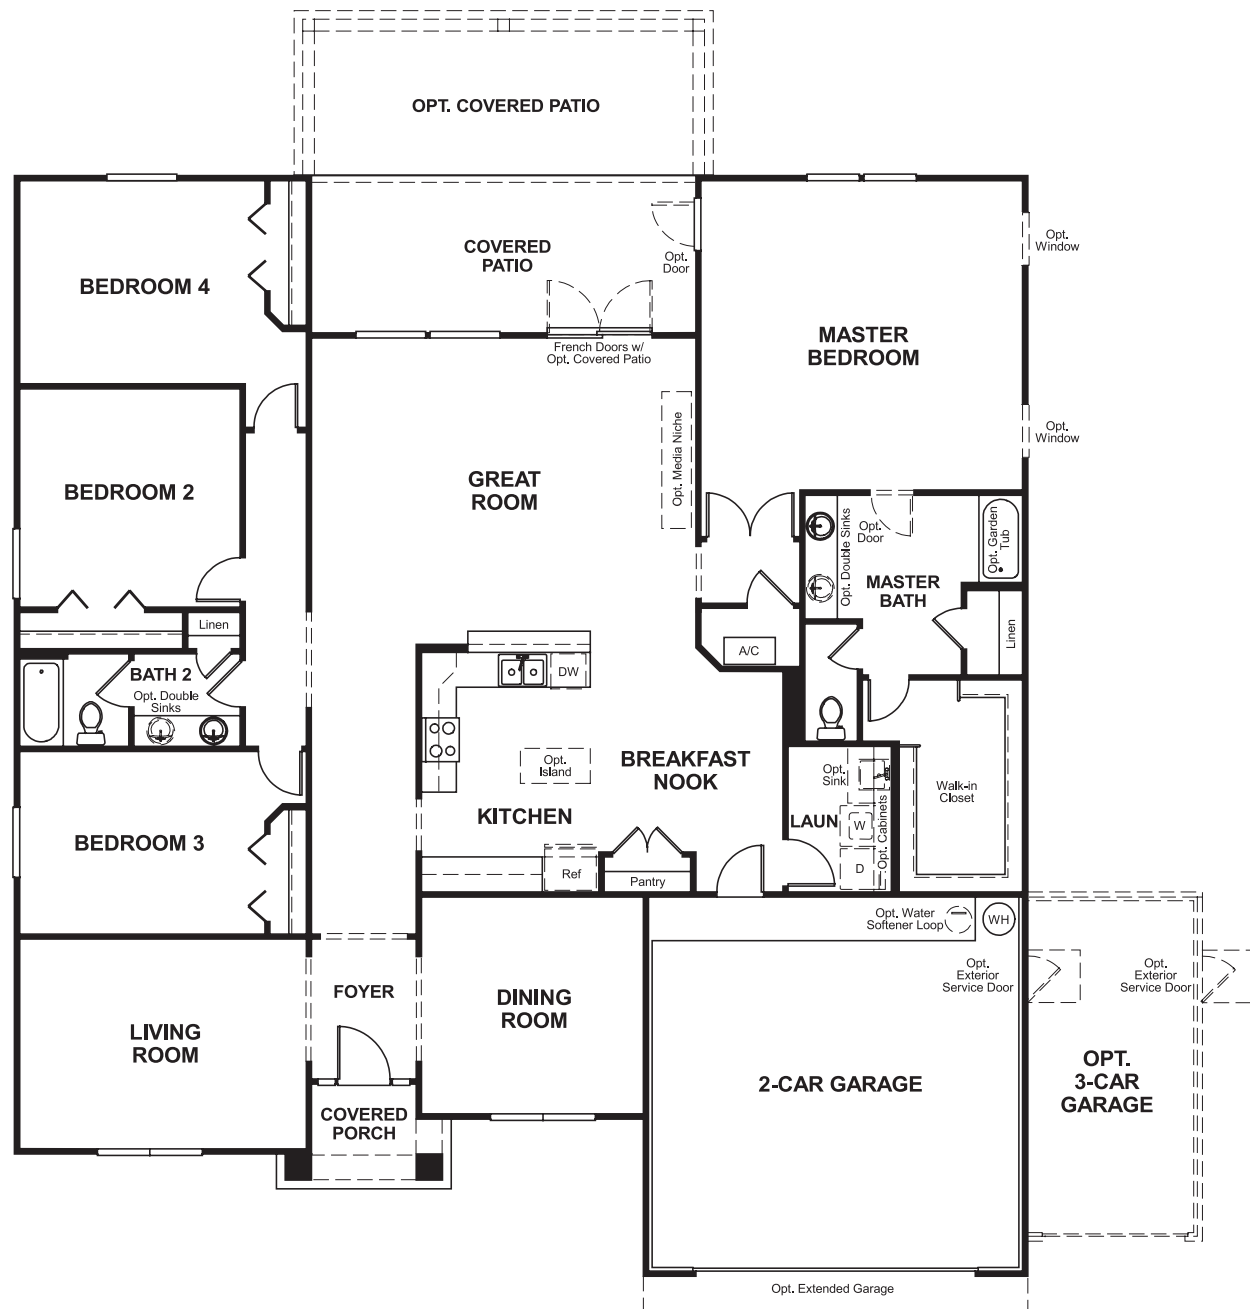 OPT. COVERED PATIO
COVERED
PATIO
Opt.
Door
French Doors w/
Opt. Covered Patio
BEDROOM 4
MASTER
BEDROOM
Opt.
Window
Opt.
Window
BEDROOM 2
GREAT
ROOM
Opt. Media Niche
Opt. Double Sinks
Opt.
Door
Opt. Garden
Tub
MASTER
BATH
Linen
Linen
A/C
BATH 2
Opt. Double
Sinks
DW
Opt.
Island
BREAKFAST
NOOK
KITCHEN
Opt.
Sink
LAUN
W
D
Opt. Cabinets
Walk-in
Closet
BEDROOM 3
Ref
Pantry
Opt. Water
Softener Loop
WH
Opt.
Exterior
Service Door
Opt.
Exterior
Service Door
FOYER
LIVING
ROOM
DINING
ROOM
2-CAR GARAGE
OPT.
3-CAR
GARAGE
COVERED
PORCH
Opt. Extended Garage